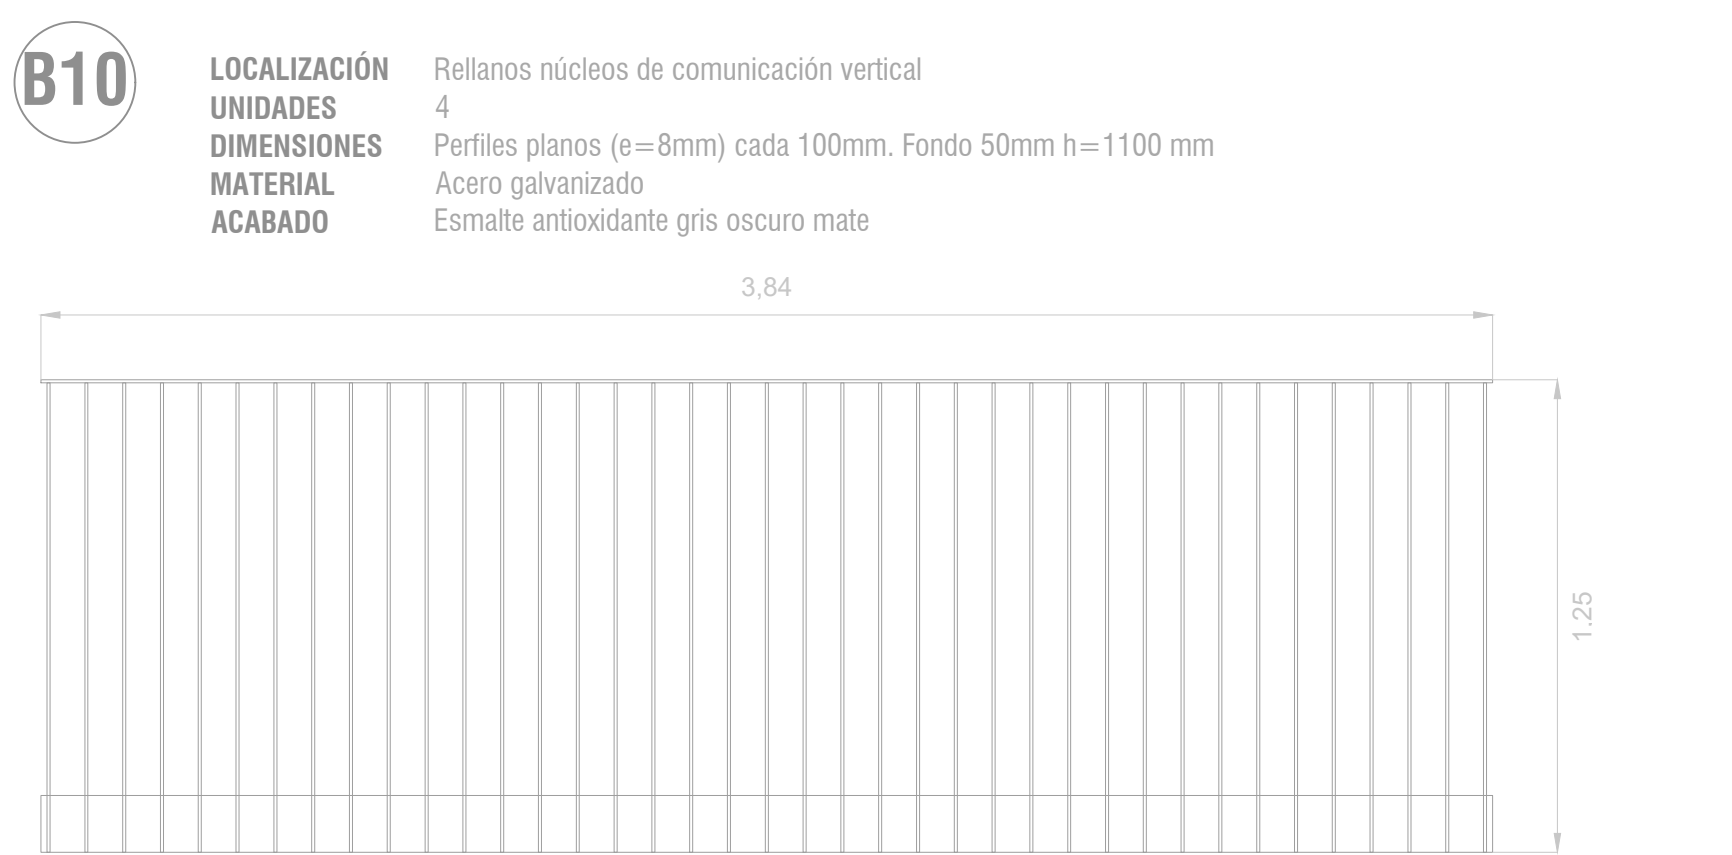 B10
LOCALIZACIÓN Rellanos núcleos de comunicación vertical
UNIDADES 4
DIMENSIONES Perfiles planos (e=8mm) cada 100mm. Fondo 50mm h=1100 mm
MATERIAL Acero galvanizado
ACABADO Esmalte antioxidante gris oscuro mate
3,84
1.25